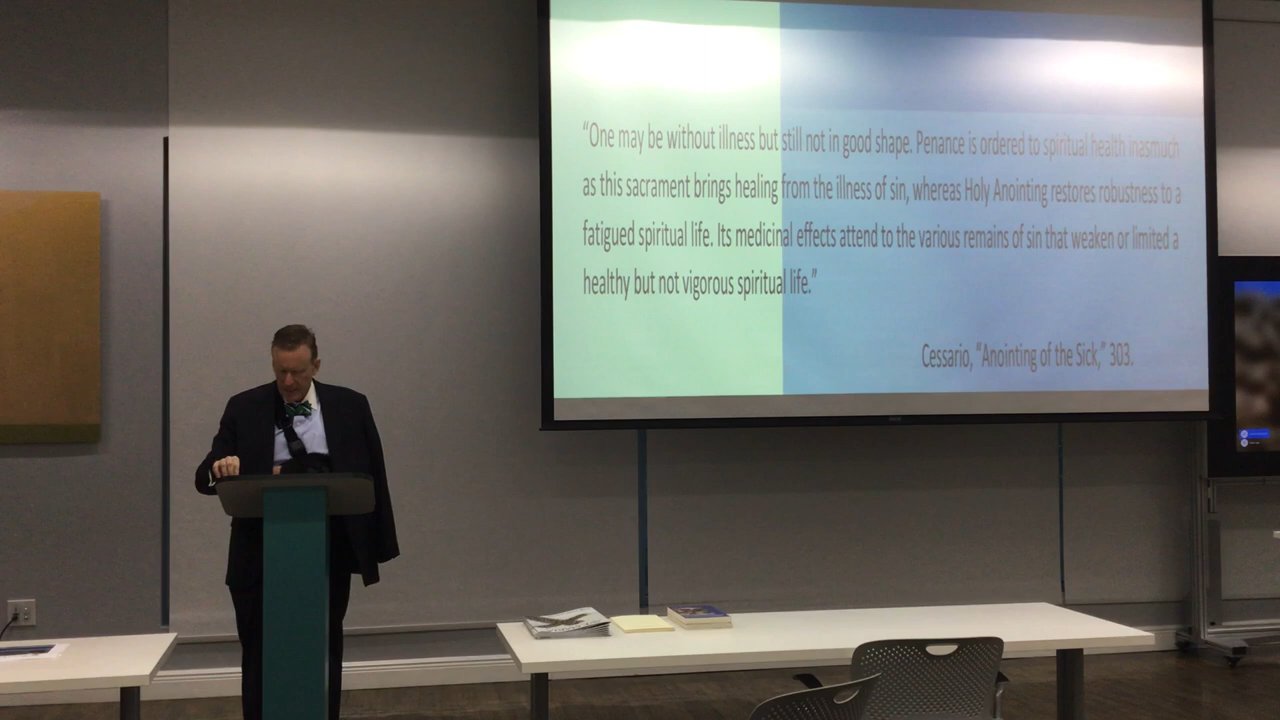 “One may be without illness but still not in good shape. Penance is ordered to spiritual health inasmuch
as this sacrament brings healing from the illness of sin, whereas Holy Anointing restores robustness to a
fatigued spiritual life. Its medicinal effects attend to the various remains of sin that weaken or limited a
healthy but not vigorous spiritual life.”
Cessario, “Anointing of the Sick,” 303.